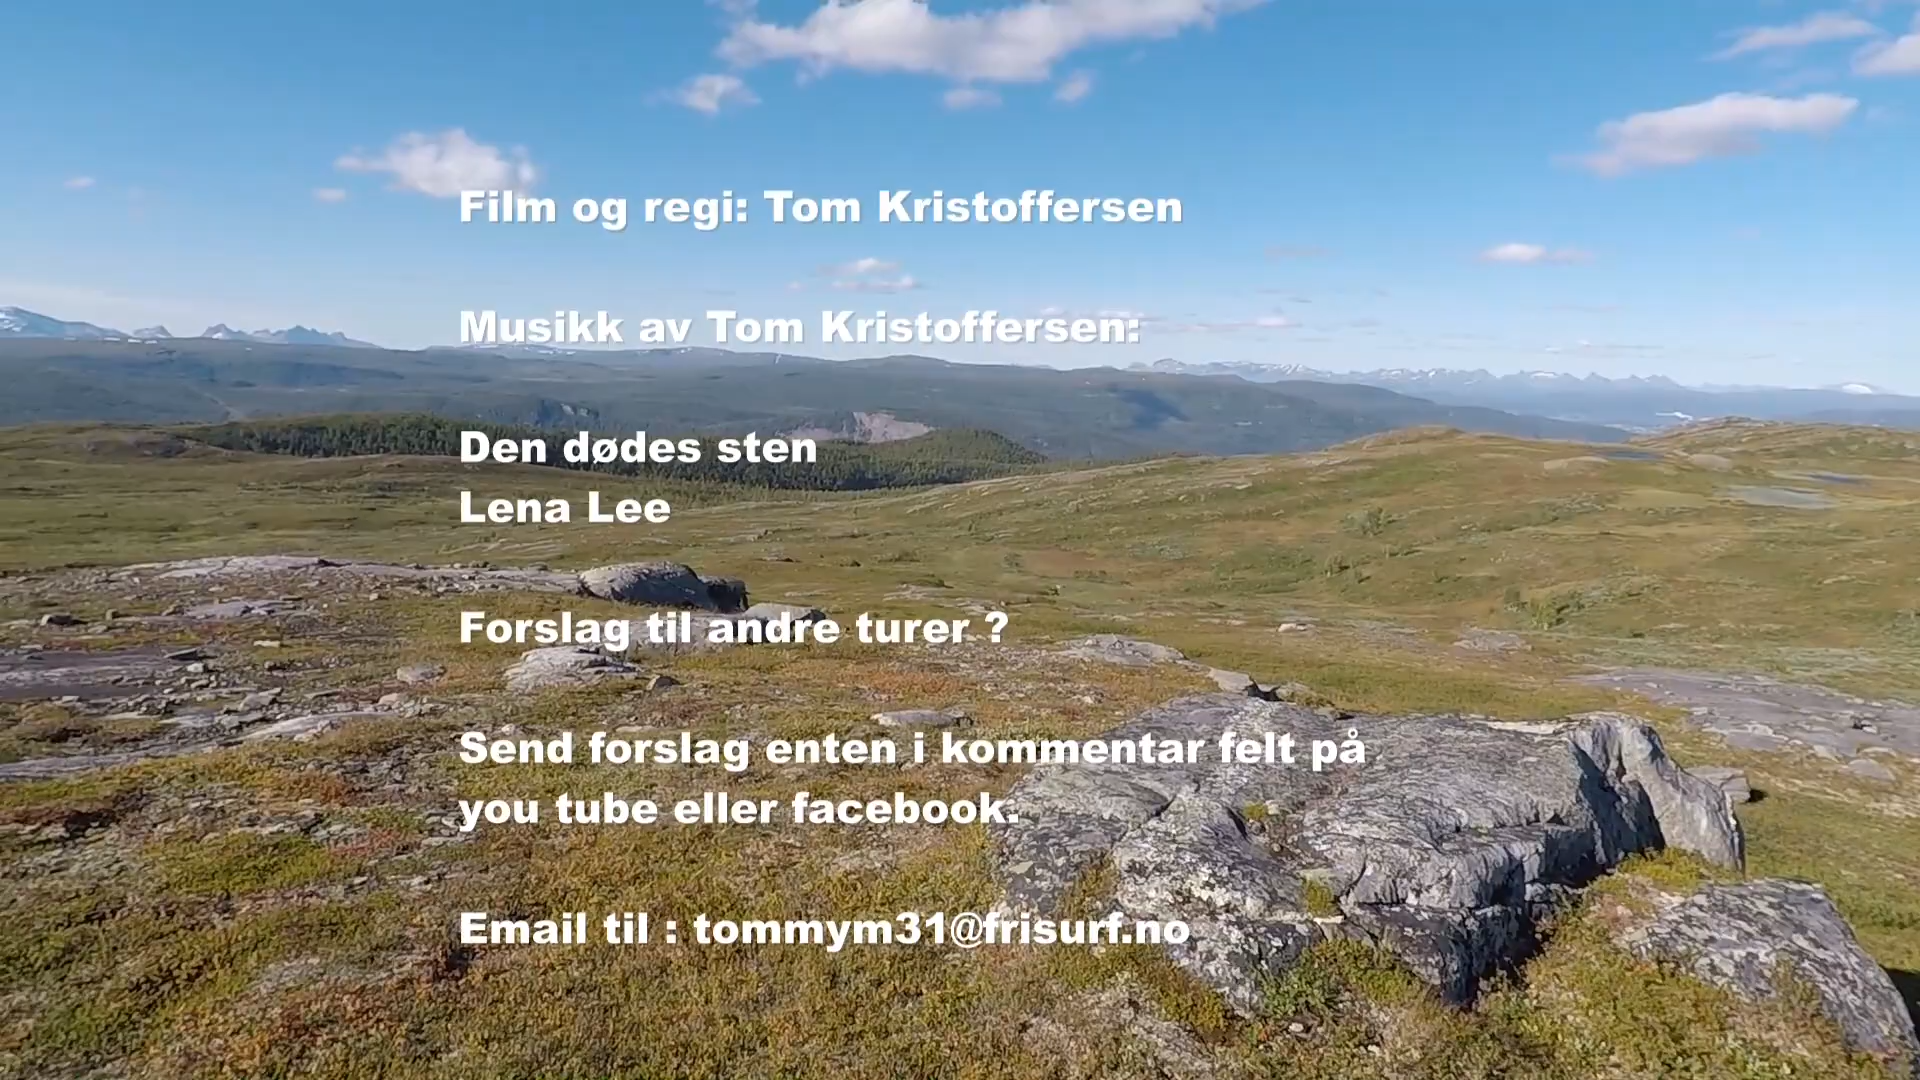 Film og regi: Tom Kristoffersen
Musikk av Tom Kristoffersen:
Den dødes sten
Lena Lee
Forslag til andre turer ?
Send forslag enten i kommentar felt på
you tube eller facebook.
Email til : tommym31@frisurf.no